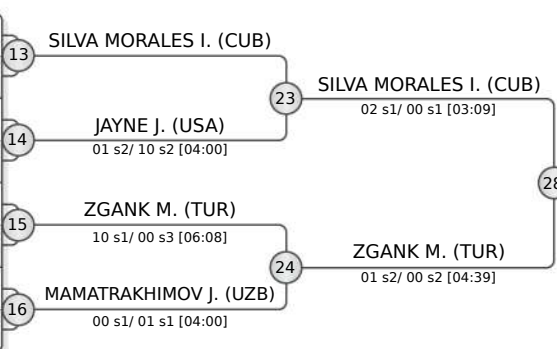 13
SILVA MORALES I. (CUB)
23
SILVA MORALES I. (CUB)
02 s1/ 00 s1 [03:09]
14
JAYNE J. (USA)
01 s2/ 10 s2 [04:00]
28
15
ZGANK M. (TUR)
10 s1/ 00 s3 [06:08]
24
ZGANK M. (TUR)
01 s2/ 00 s2 [04:39]
16
MAMATRAKHIMOV J. (UZB)
00 s1/ 01 s1 [04:00]